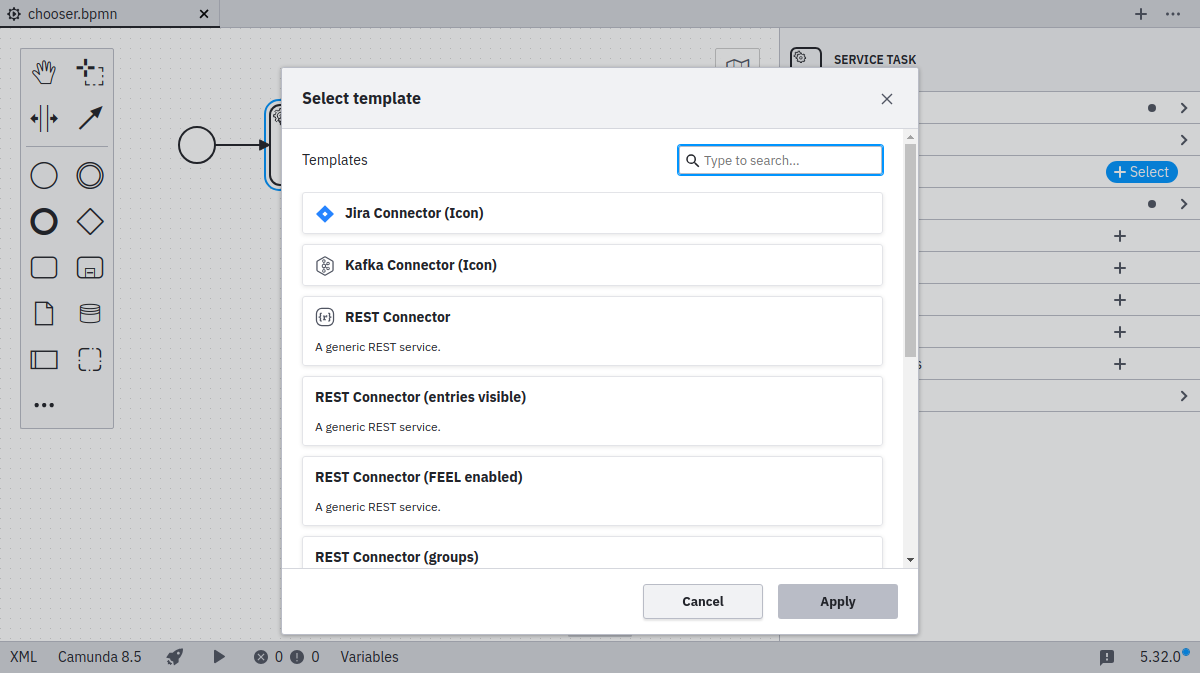 chooser.bpmn
SERVICE TASK
Select template
Select
Templates
Type to search...
Jira Connector (Icon)
Kafka Connector (Icon)
{r}
REST Connector
A generic REST service.
REST Connector (entries visible)
A generic REST service.
REST Connector (FEEL enabled)
A generic REST service.
REST Connector (groups)
Cancel
Apply
XML
Camunda 8.5
0
0
Variables
5.32.0